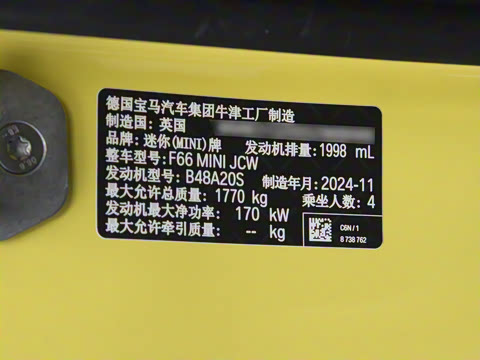 德国宝马汽车集团牛津工厂制造
制造国: 英国
品牌: 迷你(MINI)牌 发动机排量: 1998 mL
整车型号: F66 MINI JCW
发动机型号: B48A20S 制造年月: 2024-11
最大允许总质量: 1770 kg 乘坐人数: 4
发动机最大净功率: 170 kW
最大允许牵引质量: -- kg
C6N / 1
8 738 762